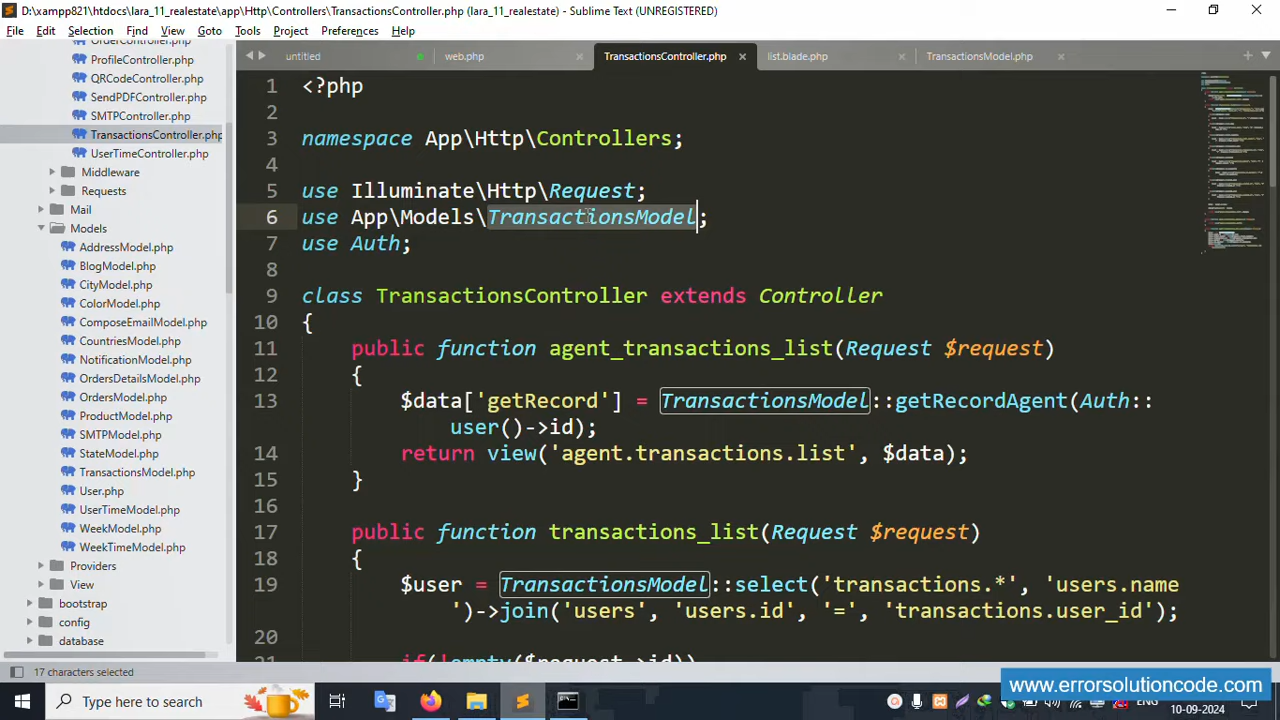 D:\xampp821\htdocs\lara_11_realestate\app\Http\Controllers\TransactionsController.php (lara_11_realestate) - Sublime Text (UNREGISTERED)
File Edit Selection Find View Goto Tools Project Preferences Help
untitled web.php TransactionsController.php list.blade.php TransactionsModel.php
OrderController.php
ProfileController.php
QRCodeController.php
SendPDFController.php
SMTPController.php
TransactionsController.php
UserTimeController.php
Middleware
Requests
Mail
Models
AddressModel.php
BlogModel.php
CityModel.php
ColorModel.php
ComposeEmailModel.php
CountriesModel.php
NotificationModel.php
OrdersDetailsModel.php
OrdersModel.php
ProductModel.php
SMTPModel.php
StateModel.php
TransactionsModel.php
User.php
UserTimeModel.php
WeekModel.php
WeekTimeModel.php
Providers
View
bootstrap
config
database
1 <?php
2
3 namespace App\Http\Controllers;
4
5 use Illuminate\Http\Request;
6 use App\Models\TransactionsModel;
7 use Auth;
8
9 class TransactionsController extends Controller
10 {
11 public function agent_transactions_list(Request $request)
12 {
13 $data['getRecord'] = TransactionsModel::getRecordAgent(Auth::
user()->id);
14 return view('agent.transactions.list', $data);
15 }
16
17 public function transactions_list(Request $request)
18 {
19 $user = TransactionsModel::select('transactions.*', 'users.name
')->join('users', 'users.id', '=', 'transactions.user_id');
20
21 if(!empty($request->id))
17 characters selected
www.errorsolutioncode.com/
Type here to search
10-09-2024